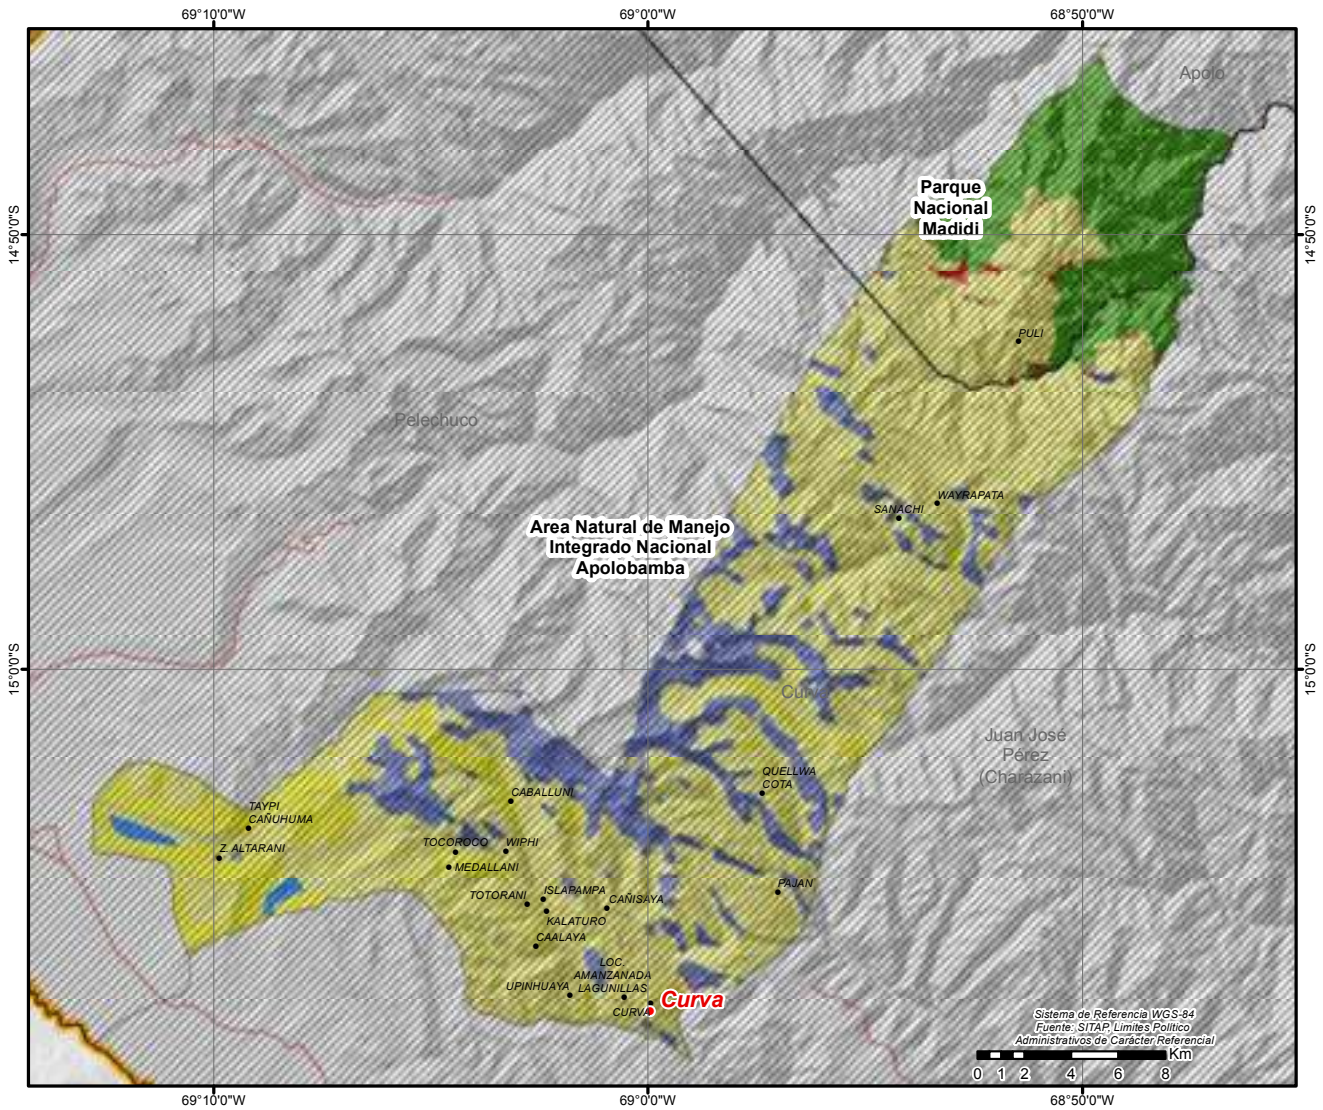 69°10'0"W
69°0'0"W
68°50'0"W
Apolo
Parque
Nacional
Madidi
14°50'0"S
14°50'0"S
PULI
Pelechuco
WAYRAPATA
SANACHI
Area Natural de Manejo
Integrado Nacional
Apolobamba
15°0'0"S
15°0'0"S
Curva
Juan José
Pérez
(Charazani)
QUELLWA
COTA
CABALLUNI
TAYPI
CAÑUHUMA
Z. ALTARANI
TOCOROCO
WIPHI
MEDALLANI
PAJAN
TOTORANI
ISLAPAMPA
CAÑISAYA
KALATURO
CAALAYA
LOC.
AMANZANADA
LAGUNILLAS
UPINHUAYA
CURVA
Curva
Sistema de Referencia WGS-84
Fuente: SITAP, Limites Político
Administrativos de Carácter Referencial
Km
0 1 2 4 6 8
69°10'0"W
69°0'0"W
68°50'0"W